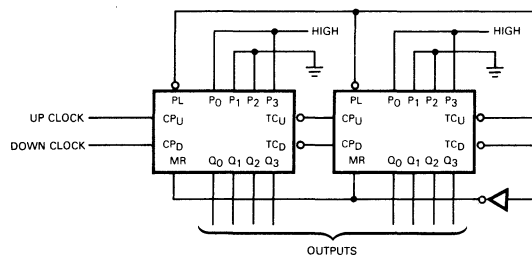 HIGH HIGH
PL P0 P1 P2 P3 PL P0 P1 P2 P3
UP CLOCK CPU TCU CPU TCU
DOWN CLOCK CPD TCD CPD TCD
MR Q0 Q1 Q2 Q3 MR Q0 Q1 Q2 Q3
OUTPUTS